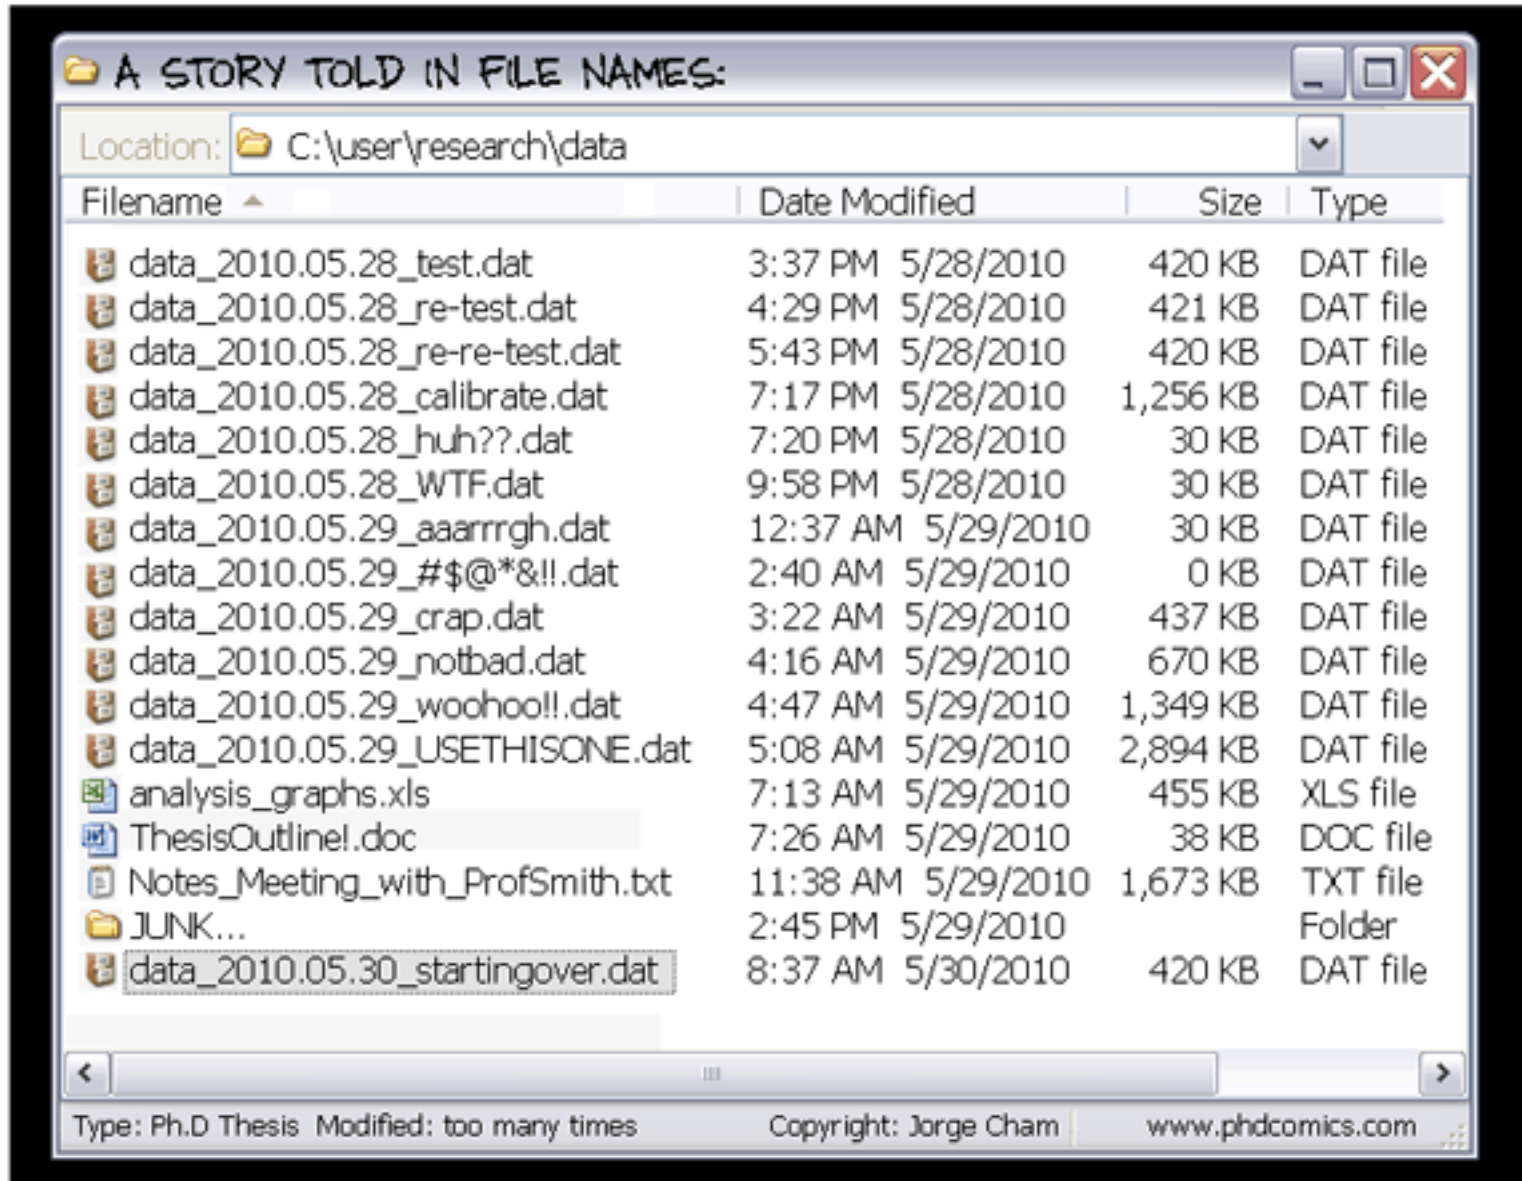 A STORY TOLD IN FILE NAMES:
Location: C:\user\research\data
Filename Date Modified Size Type
data_2010.05.28_test.dat 3:37 PM 5/28/2010 420 KB DAT file
data_2010.05.28_re-test.dat 4:29 PM 5/28/2010 421 KB DAT file
data_2010.05.28_re-re-test.dat 5:43 PM 5/28/2010 420 KB DAT file
data_2010.05.28_calibrate.dat 7:17 PM 5/28/2010 1,256 KB DAT file
data_2010.05.28_huh??.dat 7:20 PM 5/28/2010 30 KB DAT file
data_2010.05.28_WTF.dat 9:58 PM 5/28/2010 30 KB DAT file
data_2010.05.29_aaarrrgh.dat 12:37 AM 5/29/2010 30 KB DAT file
data_2010.05.29_#$@*&!!.dat 2:40 AM 5/29/2010 0 KB DAT file
data_2010.05.29_crap.dat 3:22 AM 5/29/2010 437 KB DAT file
data_2010.05.29_notbad.dat 4:16 AM 5/29/2010 670 KB DAT file
data_2010.05.29_woohoo!!.dat 4:47 AM 5/29/2010 1,349 KB DAT file
data_2010.05.29_USETHISONE.dat 5:08 AM 5/29/2010 2,894 KB DAT file
analysis_graphs.xls 7:13 AM 5/29/2010 455 KB XLS file
ThesisOutline!.doc 7:26 AM 5/29/2010 38 KB DOC file
Notes_Meeting_with_ProfSmith.txt 11:38 AM 5/29/2010 1,673 KB TXT file
JUNK... 2:45 PM 5/29/2010 Folder
data_2010.05.30_startingover.dat 8:37 AM 5/30/2010 420 KB DAT file
Type: Ph.D Thesis Modified: too many times Copyright: Jorge Cham www.phdcomics.com